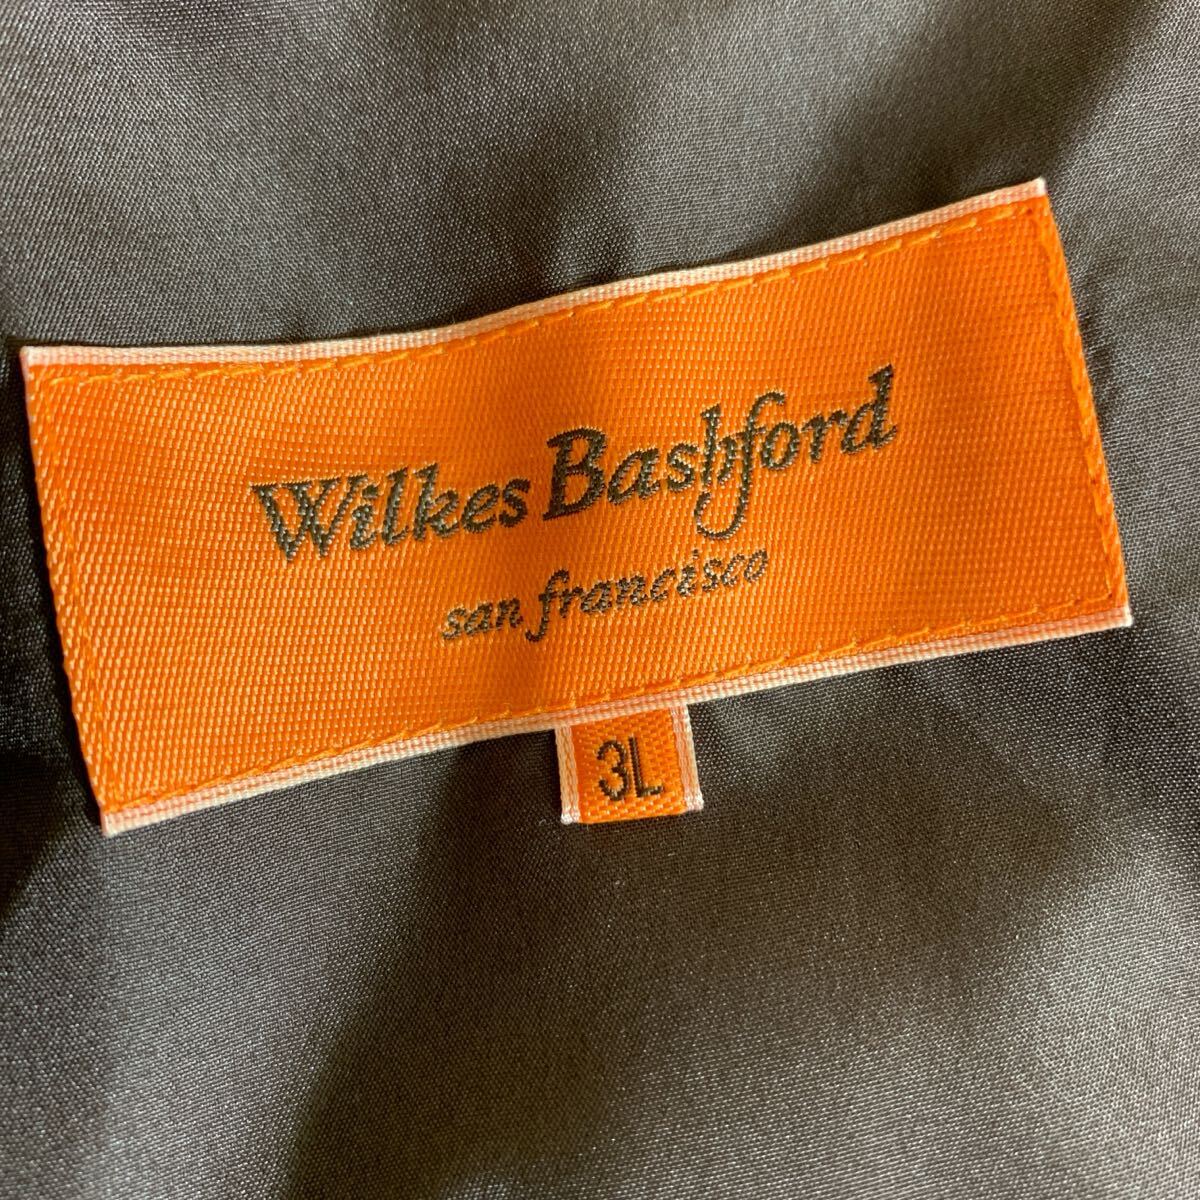 Wilkes Bashford
san francisco
3L